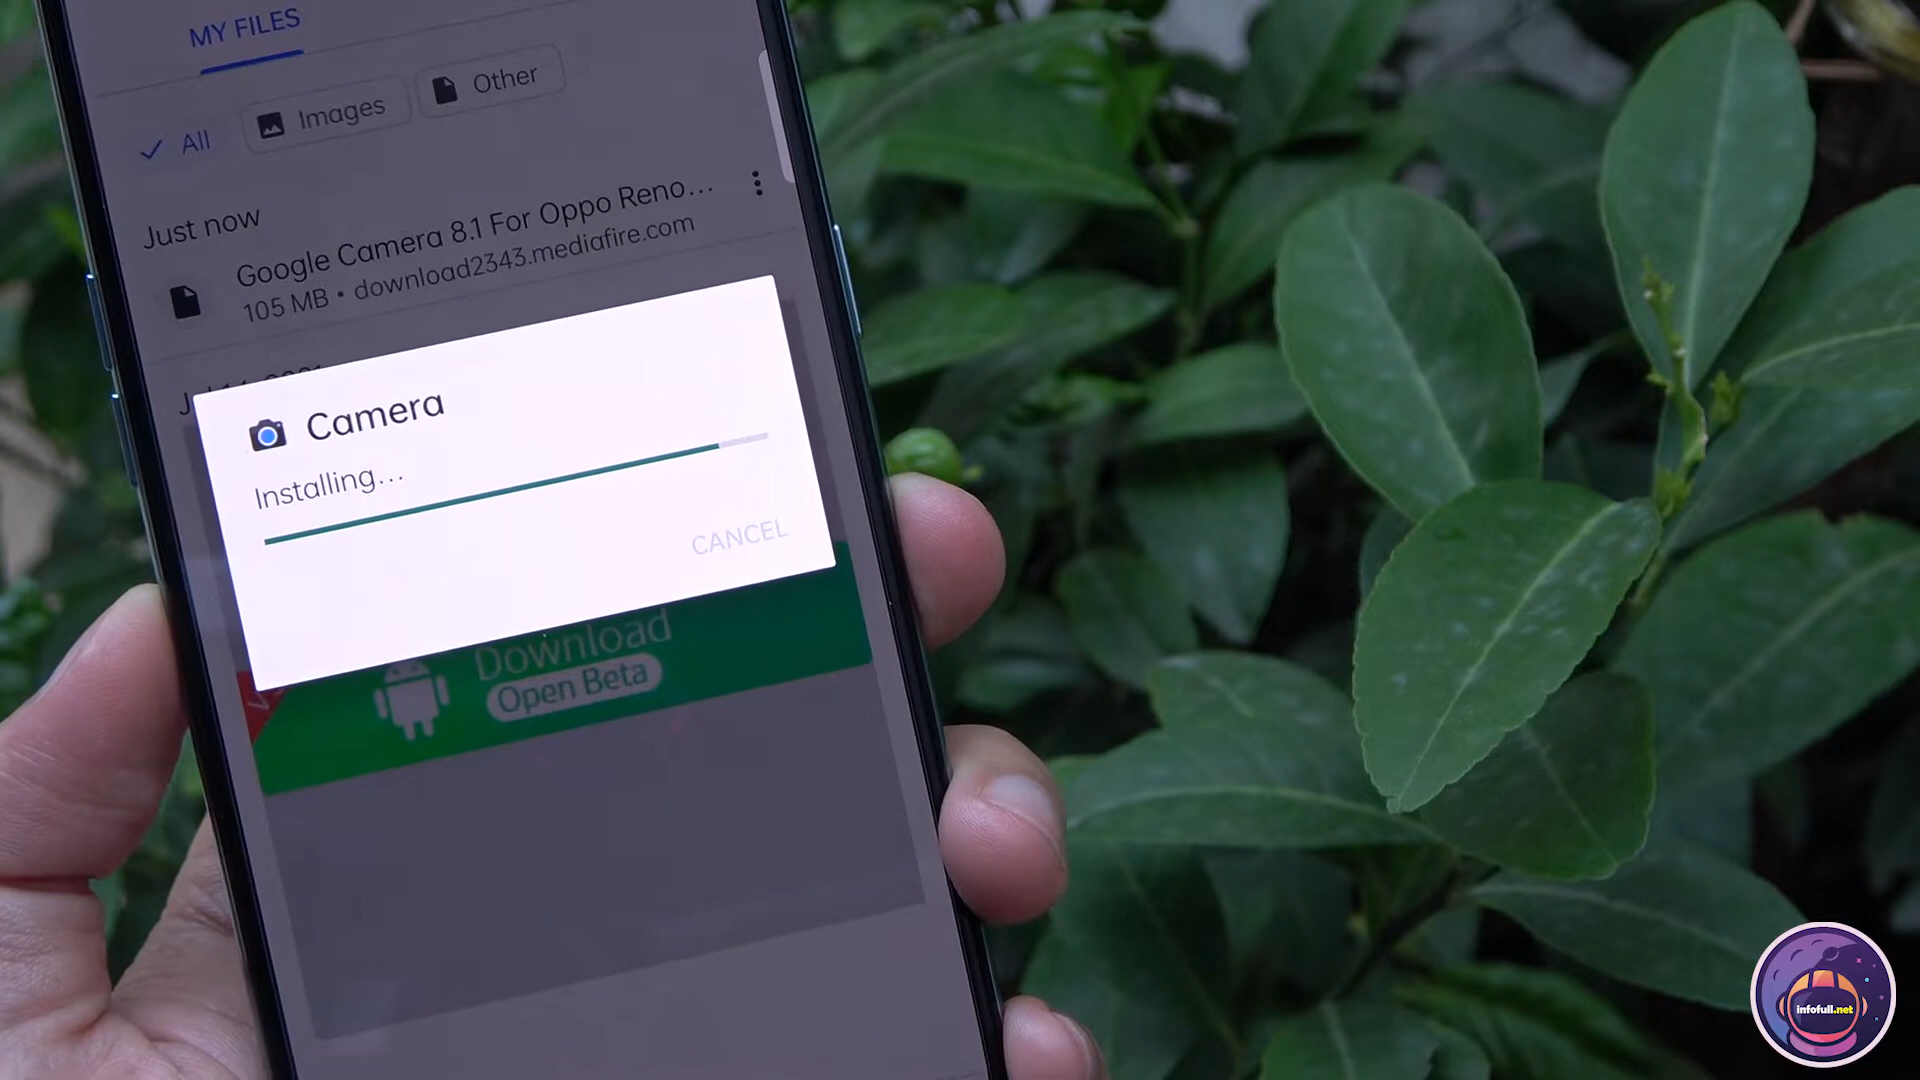 MY FILES
All
Images
Other
Just now
Google Camera 8.1 For Oppo Reno...
105 MB • download2343.mediafire.com
Camera
Installing...
CANCEL
Download
Open Beta
infofull.net